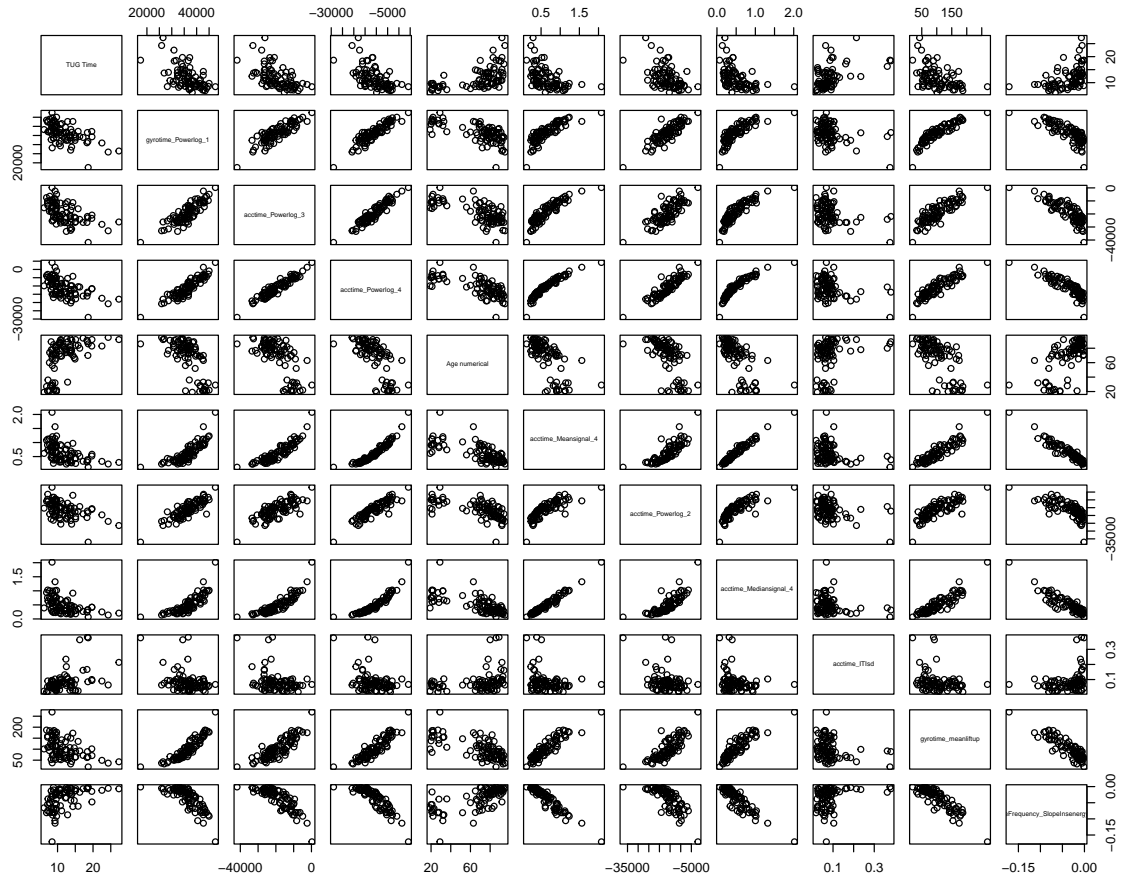 20000 40000 −30000 −5000 0.5 1.5 0.0 1.0 2.0 50 150
TUG Time
10 20
gyrotime_Powerlog_1
20000
acctime_Powerlog_3
−40000 0
acctime_Powerlog_4
−30000 0
Age numerical
20 60
acctime_Meansignal_4
0.5 2.0
acctime_Powerlog_2
−35000
acctime_Mediansignal_4
0.0 1.5
acctime_ITIsd
0.1 0.3
gyrotime_meanliftup
50 200
Frequency_SlopeInsenerg
−0.15 0.00
10 20 −40000 0 20 60 −35000 −5000 0.1 0.3 −0.15 0.00